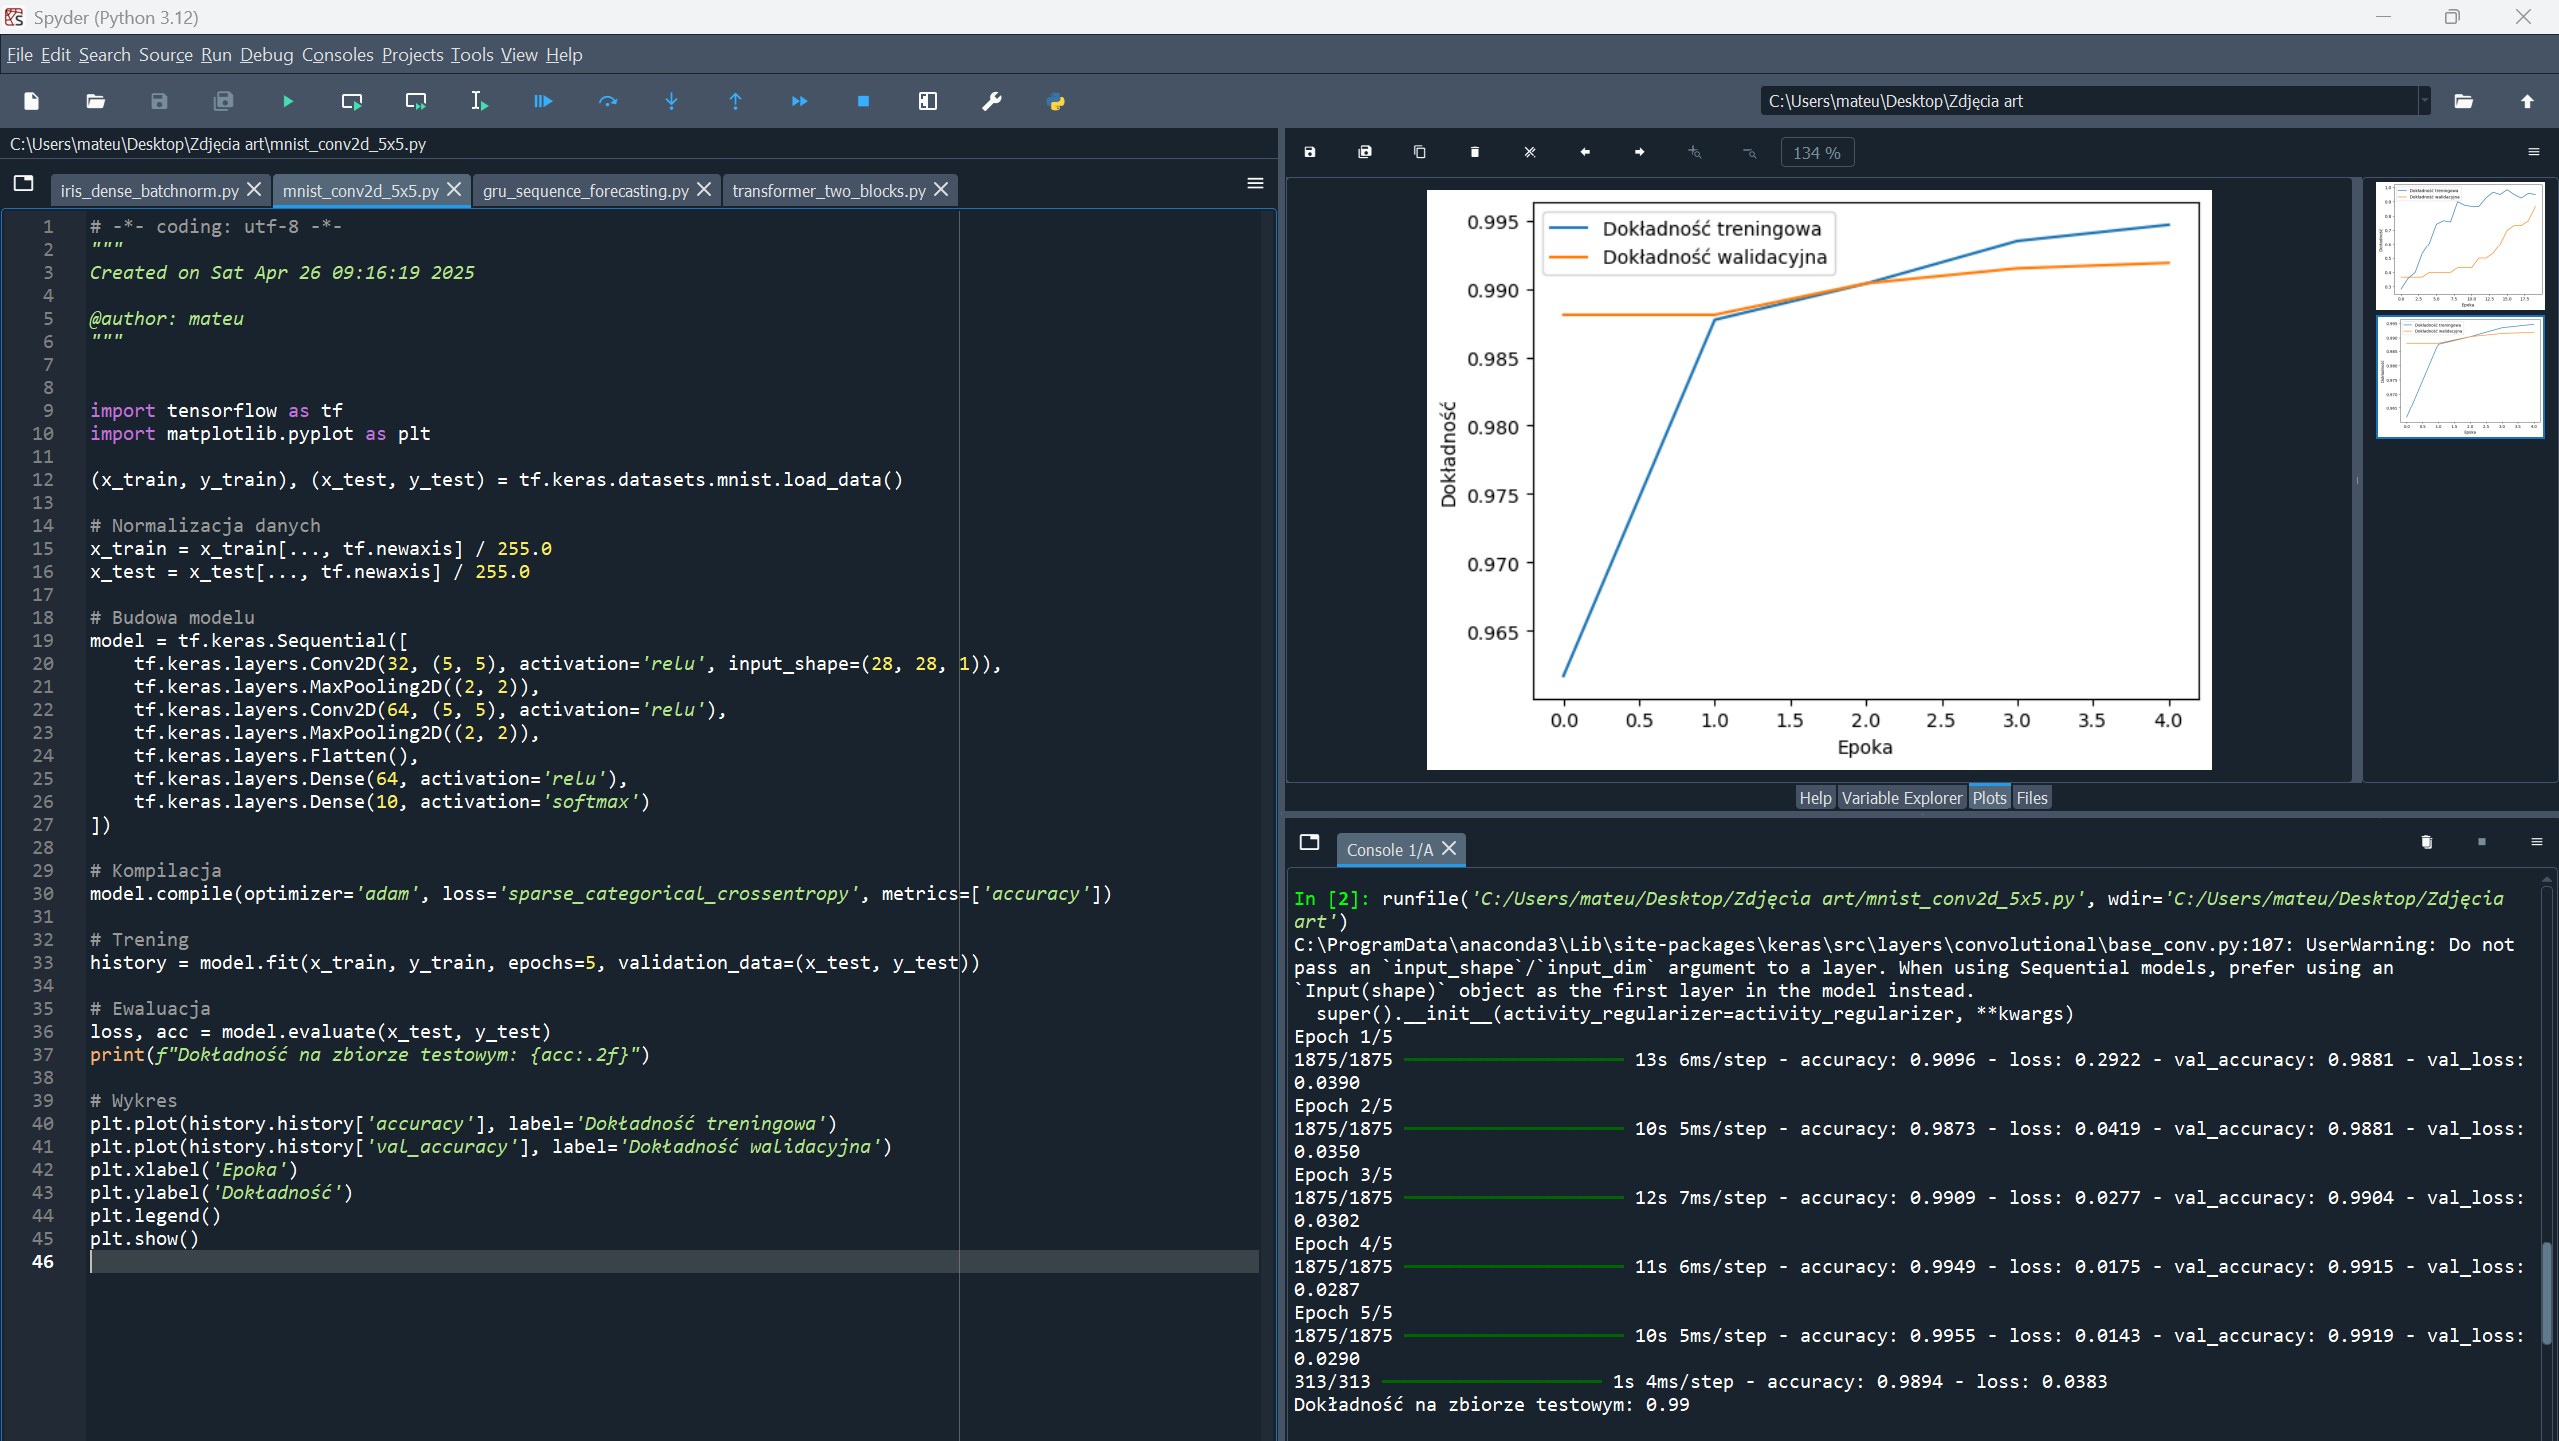 Spyder (Python 3.12)
File Edit Search Source Run Debug Consoles Projects Tools View Help
C:\Users\mateu\Desktop\Zdjęcia art
C:\Users\mateu\Desktop\Zdjęcia art\mnist_conv2d_5x5.py
iris_dense_batchnorm.py mnist_conv2d_5x5.py gru_sequence_forecasting.py transformer_two_blocks.py
1 # -*- coding: utf-8 -*-
2 """
3 Created on Sat Apr 26 09:16:19 2025
4
5 @author: mateu
6 """
7
8
9 import tensorflow as tf
10 import matplotlib.pyplot as plt
11
12 (x_train, y_train), (x_test, y_test) = tf.keras.datasets.mnist.load_data()
13
14 # Normalizacja danych
15 x_train = x_train[..., tf.newaxis] / 255.0
16 x_test = x_test[..., tf.newaxis] / 255.0
17
18 # Budowa modelu
19 model = tf.keras.Sequential([
20 tf.keras.layers.Conv2D(32, (5, 5), activation='relu', input_shape=(28, 28, 1)),
21 tf.keras.layers.MaxPooling2D((2, 2)),
22 tf.keras.layers.Conv2D(64, (5, 5), activation='relu'),
23 tf.keras.layers.MaxPooling2D((2, 2)),
24 tf.keras.layers.Flatten(),
25 tf.keras.layers.Dense(64, activation='relu'),
26 tf.keras.layers.Dense(10, activation='softmax')
27 ])
28
29 # Kompilacja
30 model.compile(optimizer='adam', loss='sparse_categorical_crossentropy', metrics=['accuracy'])
31
32 # Trening
33 history = model.fit(x_train, y_train, epochs=5, validation_data=(x_test, y_test))
34
35 # Ewaluacja
36 loss, acc = model.evaluate(x_test, y_test)
37 print(f"Dokładność na zbiorze testowym: {acc:.2f}")
38
39 # Wykres
40 plt.plot(history.history['accuracy'], label='Dokładność treningowa')
41 plt.plot(history.history['val_accuracy'], label='Dokładność walidacyjna')
42 plt.xlabel('Epoka')
43 plt.ylabel('Dokładność')
44 plt.legend()
45 plt.show()
46
134 %
Dokładność treningowa
Dokładność walidacyjna
0.995
0.990
0.985
0.980
0.975
0.970
0.965
Dokładność
0.0 0.5 1.0 1.5 2.0 2.5 3.0 3.5 4.0
Epoka
Help Variable Explorer Plots Files
Console 1/A
In [2]: runfile('C:/Users/mateu/Desktop/Zdjęcia art/mnist_conv2d_5x5.py', wdir='C:/Users/mateu/Desktop/Zdjęcia
art')
C:\ProgramData\anaconda3\Lib\site-packages\keras\src\layers\convolutional\base_conv.py:107: UserWarning: Do not
pass an `input_shape`/`input_dim` argument to a layer. When using Sequential models, prefer using an
`Input(shape)` object as the first layer in the model instead.
super().__init__(activity_regularizer=activity_regularizer, **kwargs)
Epoch 1/5
1875/1875 13s 6ms/step - accuracy: 0.9096 - loss: 0.2922 - val_accuracy: 0.9881 - val_loss:
0.0390
Epoch 2/5
1875/1875 10s 5ms/step - accuracy: 0.9873 - loss: 0.0419 - val_accuracy: 0.9881 - val_loss:
0.0350
Epoch 3/5
1875/1875 12s 7ms/step - accuracy: 0.9909 - loss: 0.0277 - val_accuracy: 0.9904 - val_loss:
0.0302
Epoch 4/5
1875/1875 11s 6ms/step - accuracy: 0.9949 - loss: 0.0175 - val_accuracy: 0.9915 - val_loss:
0.0287
Epoch 5/5
1875/1875 10s 5ms/step - accuracy: 0.9955 - loss: 0.0143 - val_accuracy: 0.9919 - val_loss:
0.0290
313/313 1s 4ms/step - accuracy: 0.9894 - loss: 0.0383
Dokładność na zbiorze testowym: 0.99